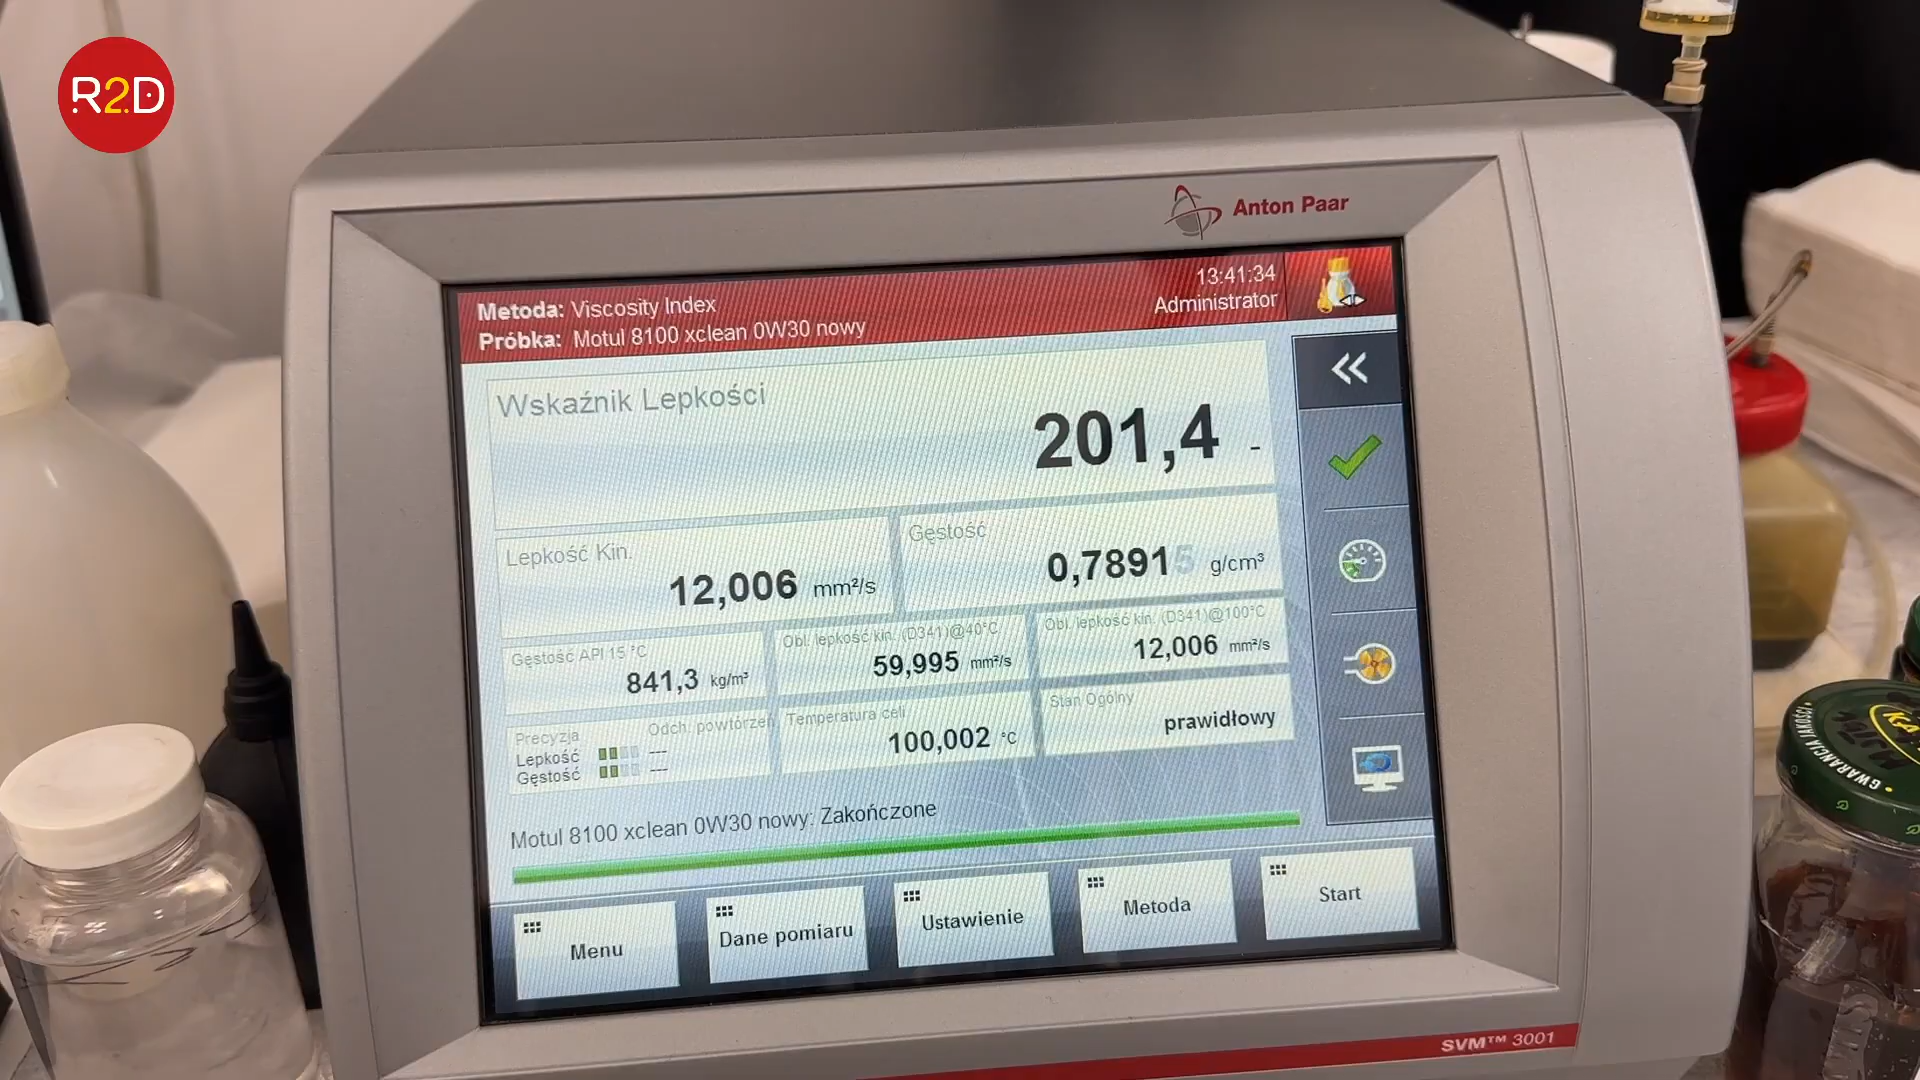 R2D
Anton Paar
Metoda: Viscosity Index
Próbka: Motul 8100 xclean 0W30 nowy
13:41:34
Administrator
Wskaźnik Lepkości
201,4 -
Lepkość Kin.
12,006 mm²/s
Gęstość
0,78915 g/cm³
Gęstość API 15 °C
841,3 kg/m³
Obl. lepkość kin. (D341)@40°C
59,995 mm²/s
Obl. lepkość kin. (D341)@100°C
12,006 mm²/s
Precyzja
Odch. powtórzeń
Lepkość ---
Gęstość ---
Temperatura celi
100,002 °C
Stan Ogólny
prawidłowy
Motul 8100 xclean 0W30 nowy: Zakończone
Menu
Dane pomiaru
Ustawienie
Metoda
Start
SVM™ 3001
GWARANCJA JAKOŚCI